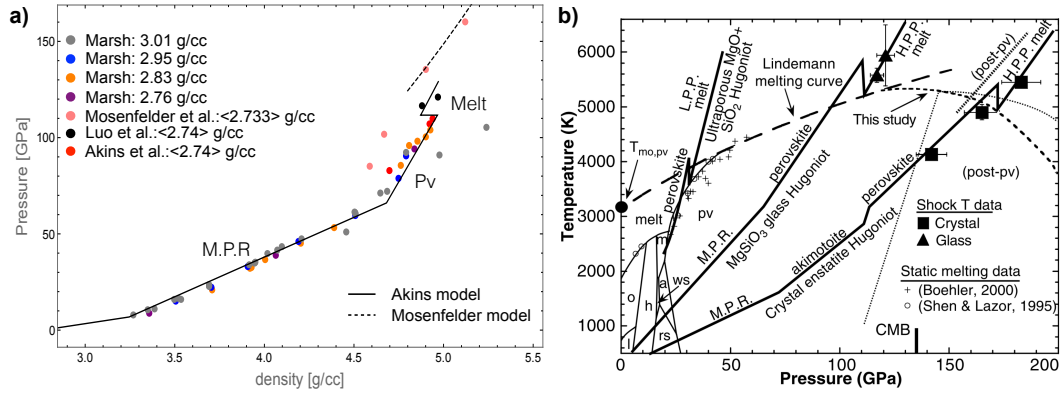 a)
150
100
50
0
Pressure [GPa]
Marsh: 3.01 g/cc
Marsh: 2.95 g/cc
Marsh: 2.83 g/cc
Marsh: 2.76 g/cc
Mosenfelder et al.:<2.733> g/cc
Luo et al.:<2.74> g/cc
Akins et al.:<2.74> g/cc
Melt
Pv
M.P.R
Akins model
Mosenfelder model
3.0
3.5
4.0
4.5
5.0
5.5
density [g/cc]
b)
6000
5000
4000
3000
2000
1000
Temperature (K)
L.P.P. melt
Ultraporous MgO+
SiO2 Hugoniot
Lindemann
melting curve
H.P.P. melt
(post-pv)
H.P.P. melt
This study
Tmo,pv
melt
perovskite
pv
perovskite
MgSiO3 glass Hugoniot
M.P.R.
perovskite
(post-pv)
akimotoite
Crystal enstatite Hugoniot
M.P.R.
m
a
ws
o
h
l
rs
Shock T data
Crystal
Glass
Static melting data
(Boehler, 2000)
(Shen & Lazor, 1995)
CMB
0
50
100
150
200
Pressure (GPa)